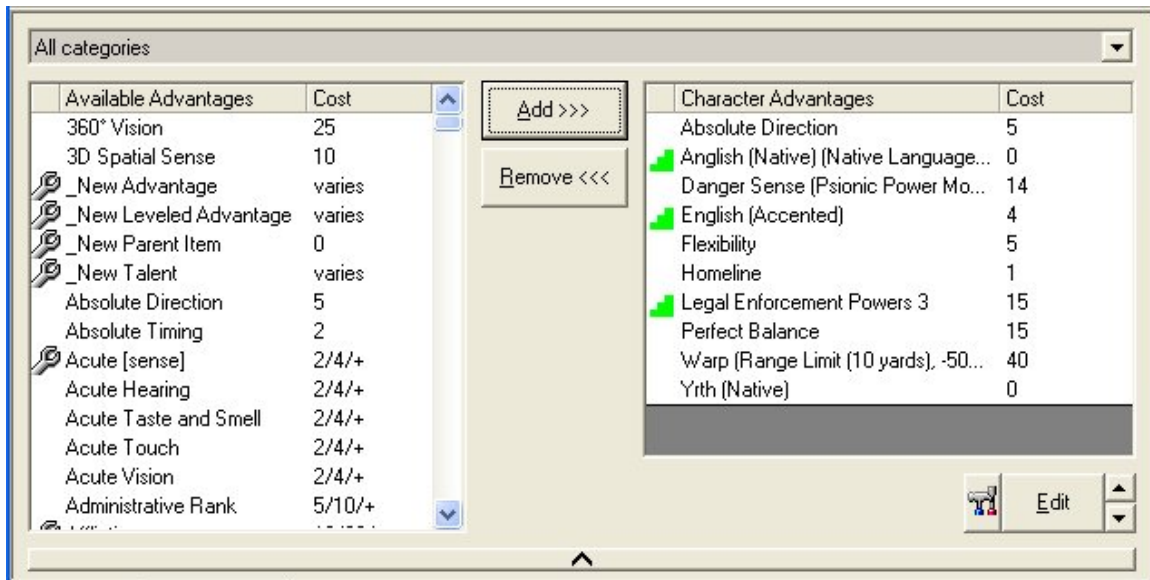 All categories
Available Advantages Cost
360° Vision 25
3D Spatial Sense 10
_New Advantage varies
_New Leveled Advantage varies
_New Parent Item 0
_New Talent varies
Absolute Direction 5
Absolute Timing 2
Acute [sense] 2/4/+
Acute Hearing 2/4/+
Acute Taste and Smell 2/4/+
Acute Touch 2/4/+
Acute Vision 2/4/+
Administrative Rank 5/10/+
Add >>>
Remove <<<
Character Advantages Cost
Absolute Direction 5
Anglish (Native) (Native Language... 0
Danger Sense (Psionic Power Mo... 14
English (Accented) 4
Flexibility 5
Homeline 1
Legal Enforcement Powers 3 15
Perfect Balance 15
Warp (Range Limit (10 yards), -50... 40
Yrth (Native) 0
Edit